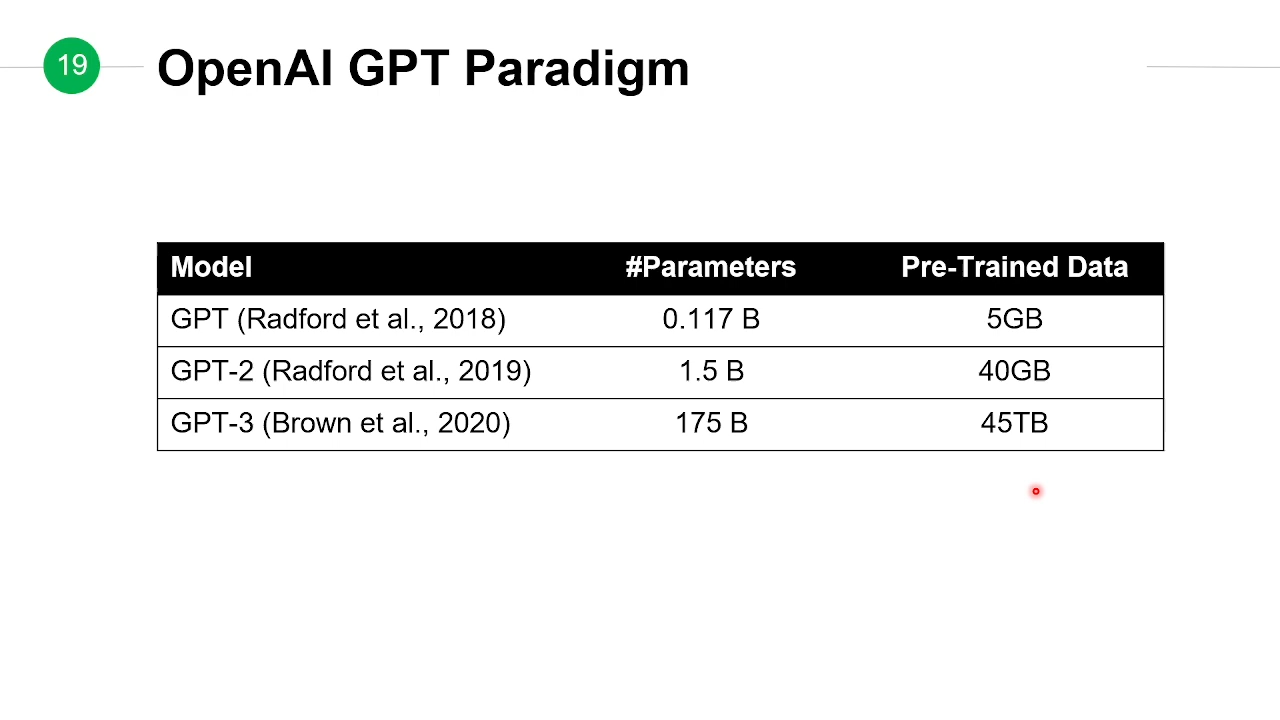 19
OpenAI GPT Paradigm
Model #Parameters Pre-Trained Data
GPT (Radford et al., 2018) 0.117 B 5GB
GPT-2 (Radford et al., 2019) 1.5 B 40GB
GPT-3 (Brown et al., 2020) 175 B 45TB